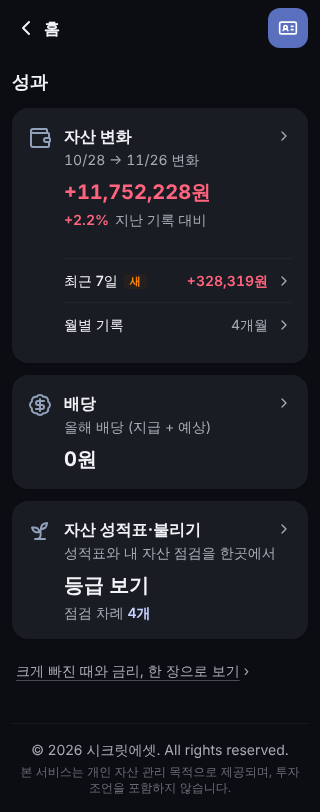 홈
성과
자산 변화
10/28 → 11/26 변화
+11,752,228원
+2.2% 지난 기록 대비
최근 7일 새 +328,319원
월별 기록 4개월
배당
올해 배당 (지급 + 예상)
0원
자산 성적표·불리기
성적표와 내 자산 점검을 한곳에서
등급 보기
점검 차례 4개
크게 빠진 때와 금리, 한 장으로 보기 ›
© 2026 시크릿에셋. All rights reserved.
본 서비스는 개인 자산 관리 목적으로 제공되며, 투자
조언을 포함하지 않습니다.